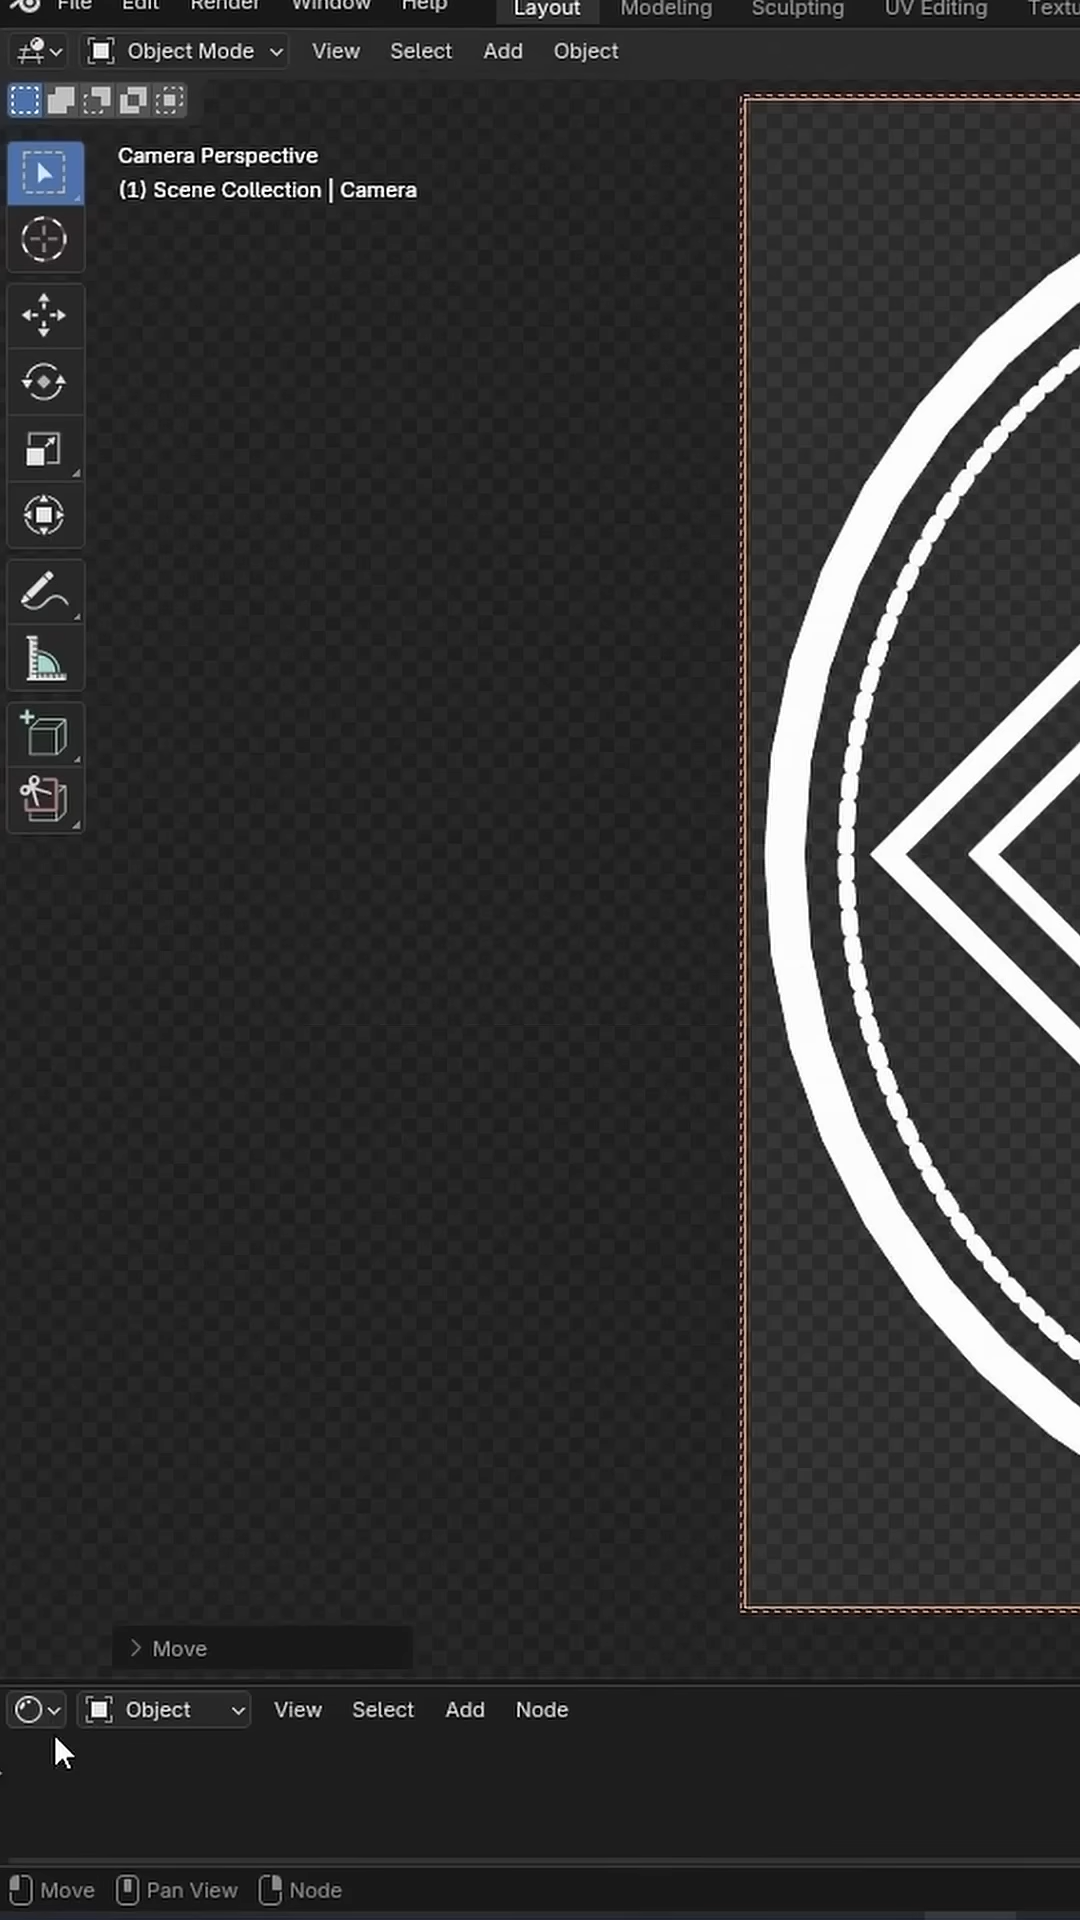 File Edit Render Window Help Layout Modeling Sculpting UV Editing
Object Mode View Select Add Object
Camera Perspective
(1) Scene Collection | Camera
Move
Object View Select Add Node
Move Pan View Node